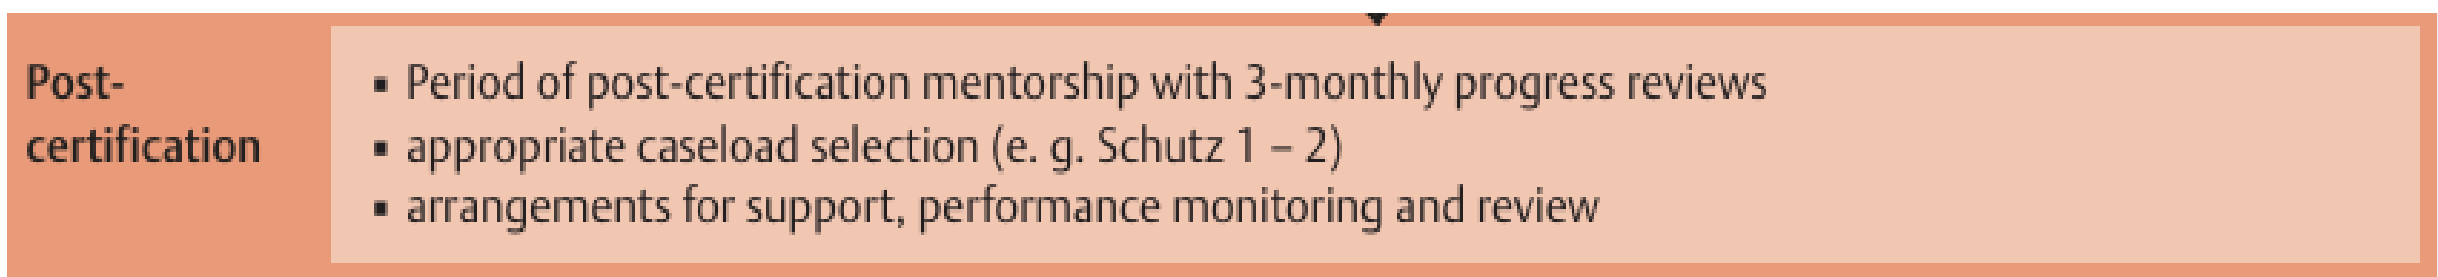 Post-
certification
▪ Period of post-certification mentorship with 3-monthly progress reviews
▪ appropriate caseload selection (e. g. Schutz 1 – 2)
▪ arrangements for support, performance monitoring and review